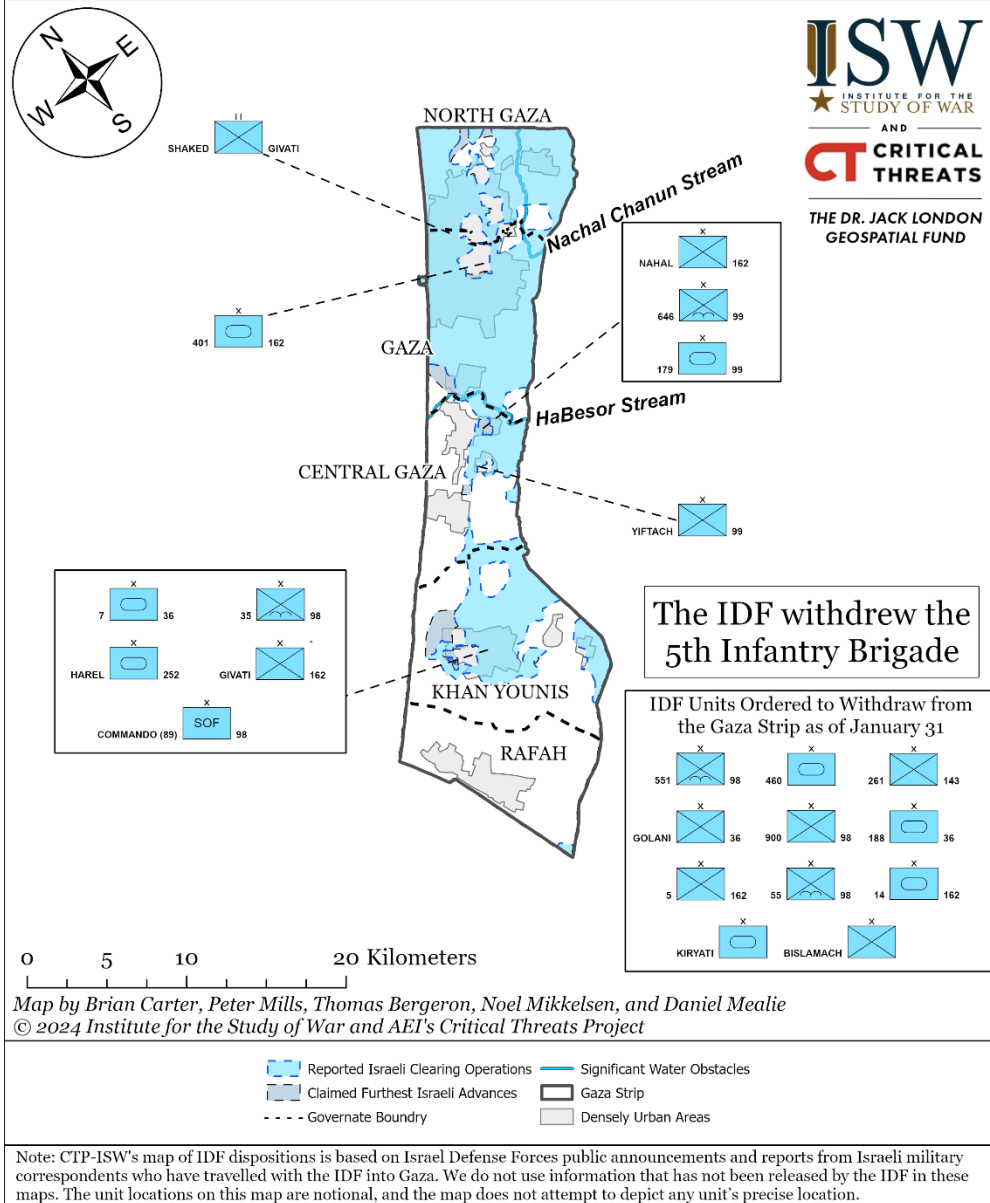 N
E
W
S
ISW
INSTITUTE FOR THE
STUDY OF WAR
AND
CT CRITICAL
THREATS
THE DR. JACK LONDON
GEOSPATIAL FUND
II
SHAKED GIVATI
NORTH GAZA
Nachal Chanun Stream
X
NAHAL 162
X
646 99
X
179 99
X
401 162
GAZA
HaBesor Stream
CENTRAL GAZA
X
YIFTACH 99
X
7 36
X
35 98
X
HAREL 252
X
GIVATI 162
X
SOF
COMMANDO (89) 98
KHAN YOUNIS
RAFAH
The IDF withdrew the
5th Infantry Brigade
IDF Units Ordered to Withdraw from
the Gaza Strip as of January 31
X X X
551 98 460 261 143
X X X
GOLANI 36 900 98 188 36
X X X
5 162 55 98 14 162
X X
KIRYATI BISLAMACH
0 5 10 20 Kilometers
Map by Brian Carter, Peter Mills, Thomas Bergeron, Noel Mikkelsen, and Daniel Mealie
© 2024 Institute for the Study of War and AEI's Critical Threats Project
Reported Israeli Clearing Operations
Claimed Furthest Israeli Advances
Governate Boundry
Significant Water Obstacles
Gaza Strip
Densely Urban Areas
Note: CTP-ISW's map of IDF dispositions is based on Israel Defense Forces public announcements and reports from Israeli military
correspondents who have travelled with the IDF into Gaza. We do not use information that has not been released by the IDF in these
maps. The unit locations on this map are notional, and the map does not attempt to depict any unit's precise location.